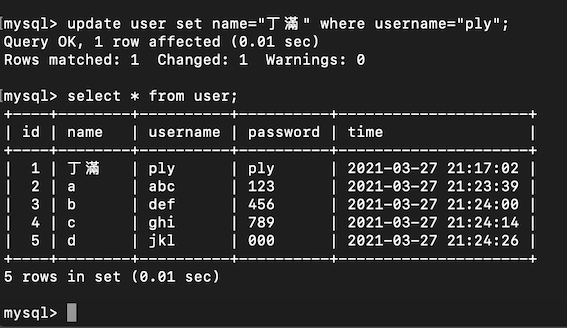 mysql> update user set name="丁滿" where username="ply";
Query OK, 1 row affected (0.01 sec)
Rows matched: 1  Changed: 1  Warnings: 0
mysql> select * from user;
+----+--------+----------+----------+---------------------+
| id | name   | username | password | time                |
+----+--------+----------+----------+---------------------+
|  1 | 丁滿   | ply      | ply      | 2021-03-27 21:17:02 |
|  2 | a      | abc      | 123      | 2021-03-27 21:23:39 |
|  3 | b      | def      | 456      | 2021-03-27 21:24:00 |
|  4 | c      | ghi      | 789      | 2021-03-27 21:24:14 |
|  5 | d      | jkl      | 000      | 2021-03-27 21:24:26 |
+----+--------+----------+----------+---------------------+
5 rows in set (0.01 sec)
mysql>